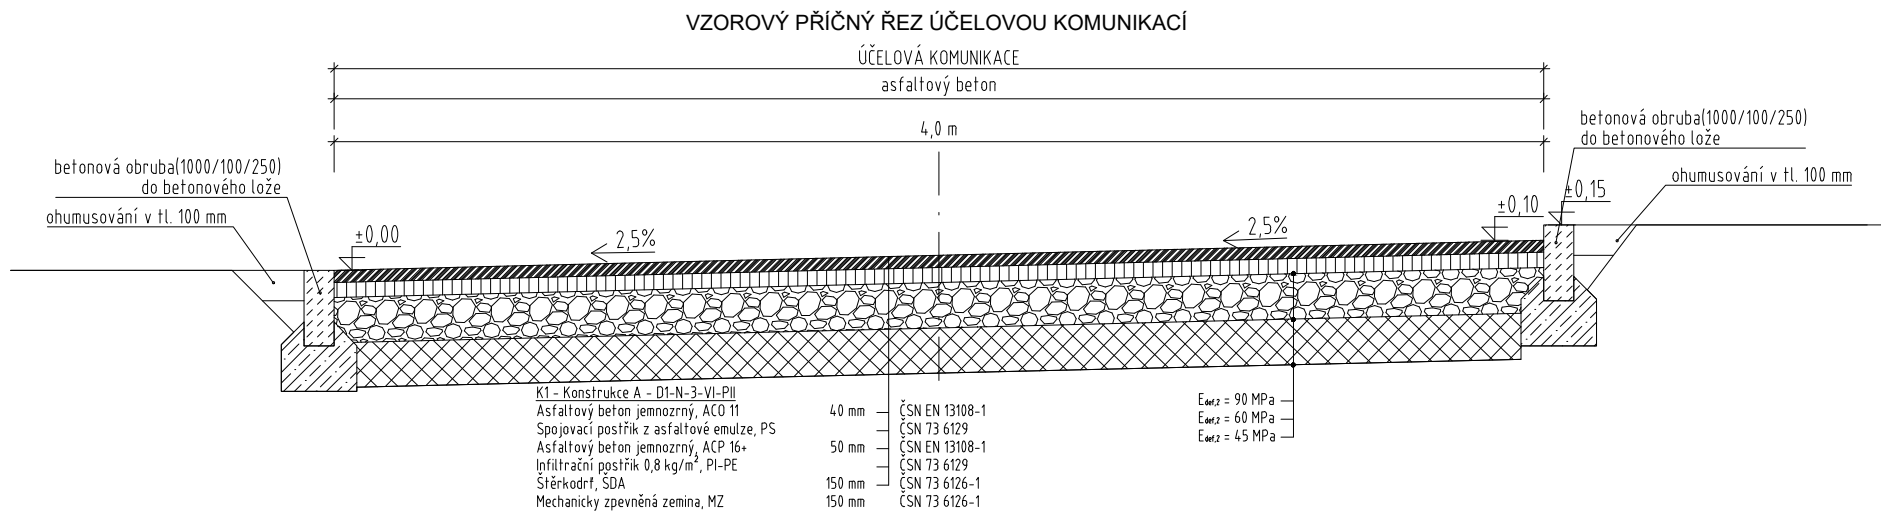 VZOROVÝ PŘÍČNÝ ŘEZ ÚČELOVOU KOMUNIKACÍ
ÚČELOVÁ KOMUNIKACE
asfaltový beton
4,0 m
betonová obruba(1000/100/250)
do betonového lože
ohumusování v tl. 100 mm
betonová obruba(1000/100/250)
do betonového lože
ohumusování v tl. 100 mm
±0,00
2,5%
2,5%
±0,10
±0,15
K1 - Konstrukce A - D1-N-3-VI-PII
Asfaltový beton jemnozrný, ACO 11 40 mm ČSN EN 13108-1
Spojovací postřik z asfaltové emulze, PS ČSN 73 6129
Asfaltový beton jemnozrný, ACP 16+ 50 mm ČSN EN 13108-1
Infiltrační postřik 0,8 kg/m², PI-PE ČSN 73 6129
Štěrkodrť, ŠDA 150 mm ČSN 73 6126-1
Mechanicky zpevněná zemina, MZ 150 mm ČSN 73 6126-1
Edef,2 = 90 MPa
Edef,2 = 60 MPa
Edef,2 = 45 MPa